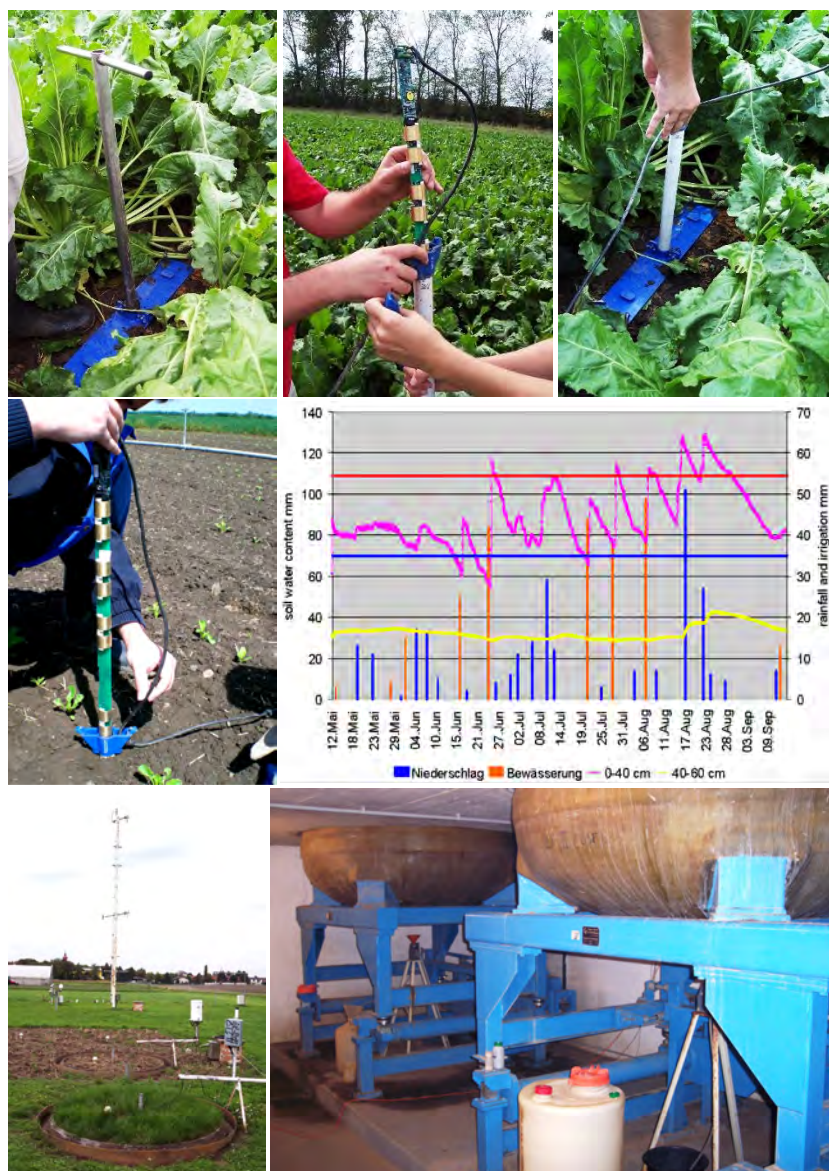 140
120
100
80
60
40
20
0
soil water content mm
70
60
50
40
30
20
10
0
rainfall and irrigation mm
12.Mai
18.Mai
23.Mai
29.Mai
04.Jun
10.Jun
15.Jun
21.Jun
27.Jun
02.Jul
08.Jul
14.Jul
19.Jul
25.Jul
31.Jul
06.Aug
11.Aug
17.Aug
23.Aug
28.Aug
03.Sep
09.Sep
Niederschlag Bewässerung 0-40 cm 40-60 cm